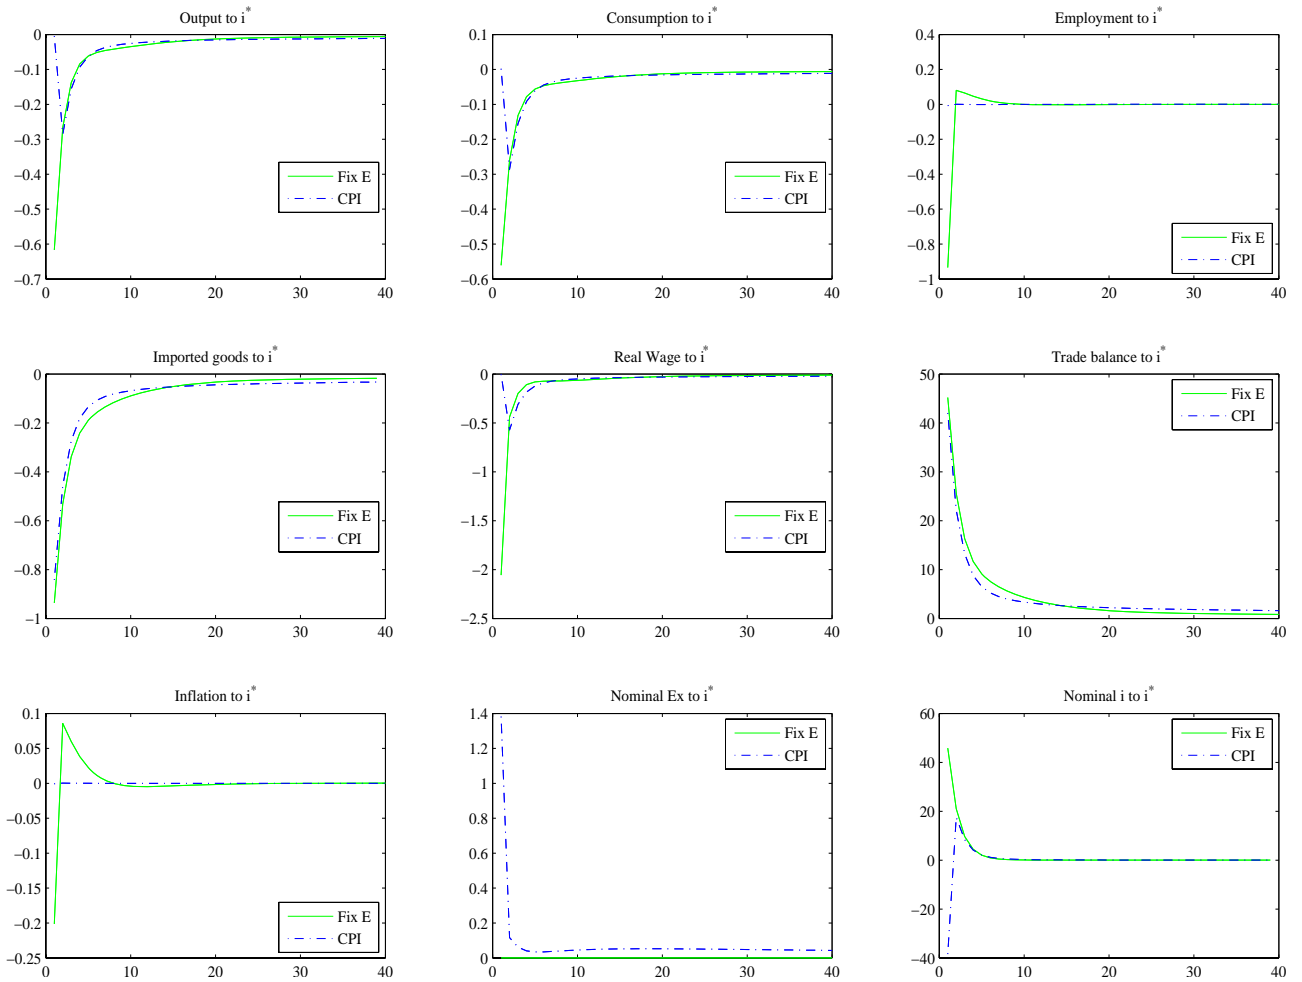 Output to i*
Consumption to i*
Employment to i*
0
−0.1
−0.2
−0.3
−0.4
−0.5
−0.6
−0.7
0 10 20 30 40
Fix E
CPI
0.1
0
−0.1
−0.2
−0.3
−0.4
−0.5
−0.6
0 10 20 30 40
Fix E
CPI
0.4
0.2
0
−0.2
−0.4
−0.6
−0.8
−1
0 10 20 30 40
Fix E
CPI
Imported goods to i*
Real Wage to i*
Trade balance to i*
0
−0.2
−0.4
−0.6
−0.8
−1
0 10 20 30 40
Fix E
CPI
0
−0.5
−1
−1.5
−2
−2.5
0 10 20 30 40
Fix E
CPI
50
40
30
20
10
0
0 10 20 30 40
Fix E
CPI
Inflation to i*
Nominal Ex to i*
Nominal i to i*
0.1
0.05
0
−0.05
−0.1
−0.15
−0.2
−0.25
0 10 20 30 40
Fix E
CPI
1.4
1.2
1
0.8
0.6
0.4
0.2
0
0 10 20 30 40
Fix E
CPI
60
40
20
0
−20
−40
0 10 20 30 40
Fix E
CPI